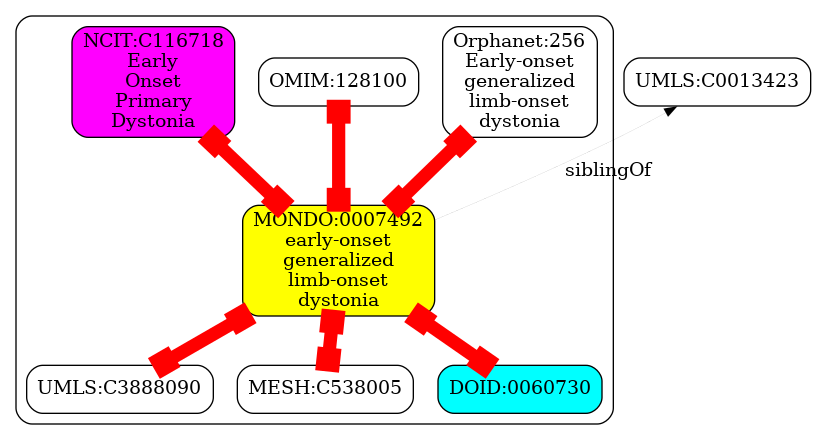 NCIT:C116718
Early
Onset
Primary
Dystonia
OMIM:128100
Orphanet:256
Early-onset
generalized
limb-onset
dystonia
UMLS:C0013423
siblingOf
MONDO:0007492
early-onset
generalized
limb-onset
dystonia
UMLS:C3888090
MESH:C538005
DOID:0060730